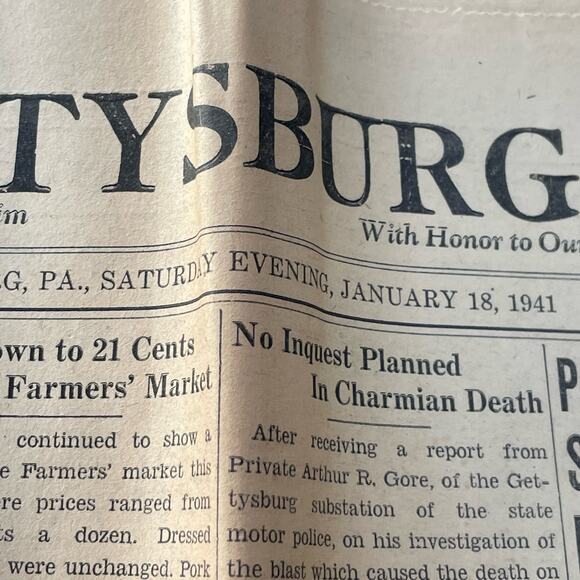 TYSBURG
im
With Honor to Ou
G, PA., SATURDAY EVENING, JANUARY 18, 1941
own to 21 Cents
Farmers' Market
continued to show a
e Farmers' market this
ere prices ranged from
ts a dozen. Dressed
were unchanged. Pork
No Inquest Planned
In Charmian Death
After receiving a report from
Private Arthur R. Gore, of the Get-
tysburg substation of the state
motor police, on his investigation of
the blast which caused the death on
P
S